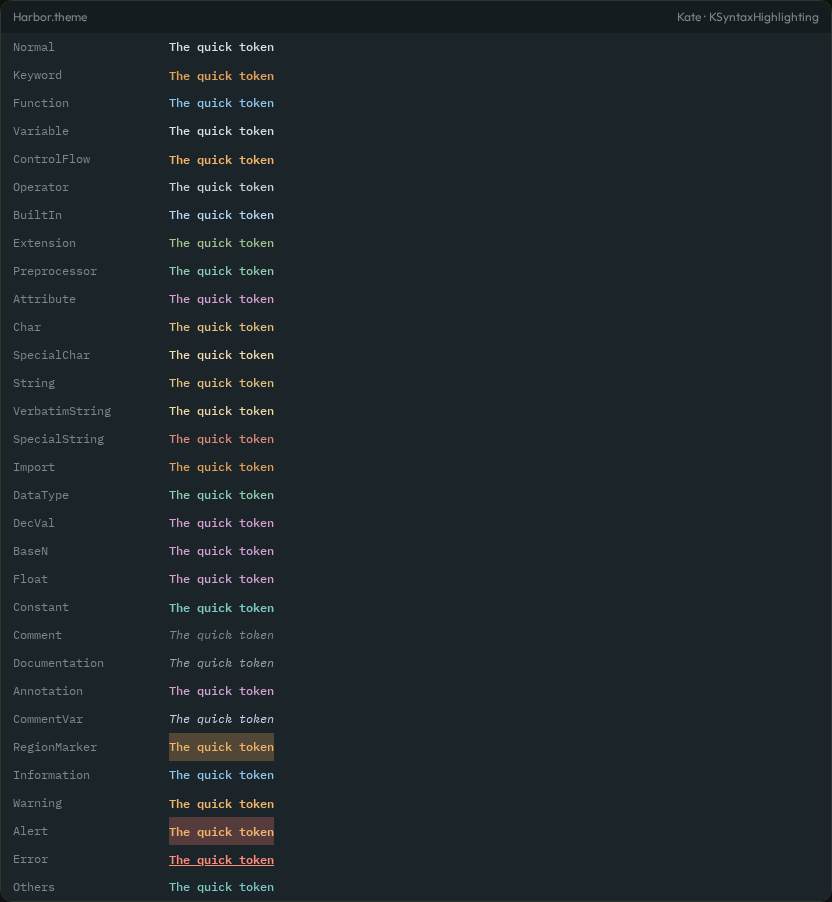 Harbor.theme Kate · KSyntaxHighlighting
Normal The quick token
Keyword The quick token
Function The quick token
Variable The quick token
ControlFlow The quick token
Operator The quick token
BuiltIn The quick token
Extension The quick token
Preprocessor The quick token
Attribute The quick token
Char The quick token
SpecialChar The quick token
String The quick token
VerbatimString The quick token
SpecialString The quick token
Import The quick token
DataType The quick token
DecVal The quick token
BaseN The quick token
Float The quick token
Constant The quick token
Comment The quick token
Documentation The quick token
Annotation The quick token
CommentVar The quick token
RegionMarker The quick token
Information The quick token
Warning The quick token
Alert The quick token
Error The quick token
Others The quick token